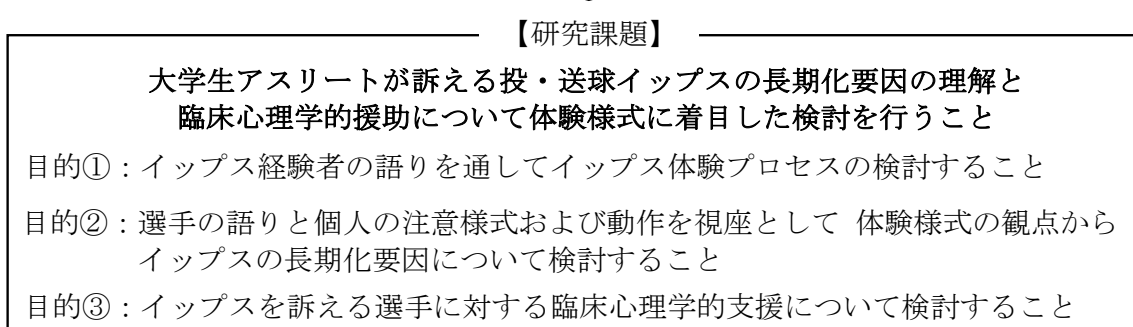 【研究課題】
大学生アスリートが訴える投・送球イップスの長期化要因の理解と
臨床心理学的援助について体験様式に着目した検討を行うこと
目的①：イップス経験者の語りを通してイップス体験プロセスの検討すること
目的②：選手の語りと個人の注意様式および動作を視座として 体験様式の観点から
イップスの長期化要因について検討すること
目的③：イップスを訴える選手に対する臨床心理学的支援について検討すること